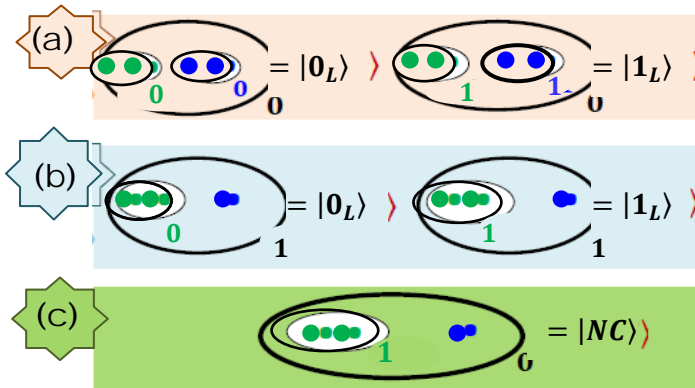 (a) 0 0 0 = |0_L⟩ ⟩ 1 1 0 = |1_L⟩ ⟩
(b) 0 1 = |0_L⟩ ⟩ 1 1 = |1_L⟩ ⟩
(c) 1 0 = |NC⟩ ⟩